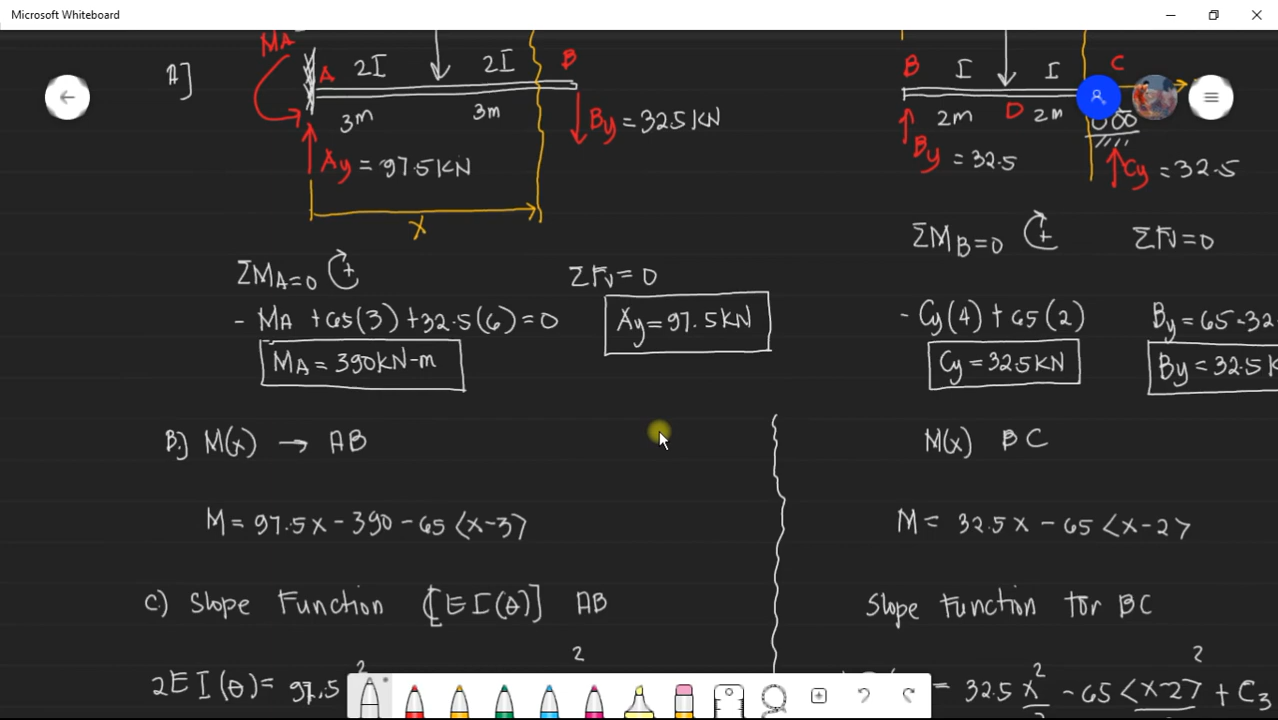 Microsoft Whiteboard
MA
A]
A
2I
2I
B
3m
3m
By = 32.5 KN
Ay = 97.5 KN
X
B
I
I
C
2m
D
2m
By = 32.5
Cy = 32.5
ΣMA=0 +
ΣFv = 0
- MA + 65(3) + 32.5(6) = 0
Ay = 97.5 KN
MA = 390 KN-m
ΣMB=0 +
ΣFv=0
- Cy(4) + 65(2)
By = 65-32
Cy = 32.5 KN
By = 32.5 K
B.) M(x) → AB
M = 97.5x - 390 - 65 <x-3>
M(x) BC
M = 32.5x - 65 <x-2>
C.) Slope Function [EI(θ)] AB
Slope Function for BC
2EI(θ) = 97.5 2 2
= 32.5 x² - 65 <x-2>² + C3